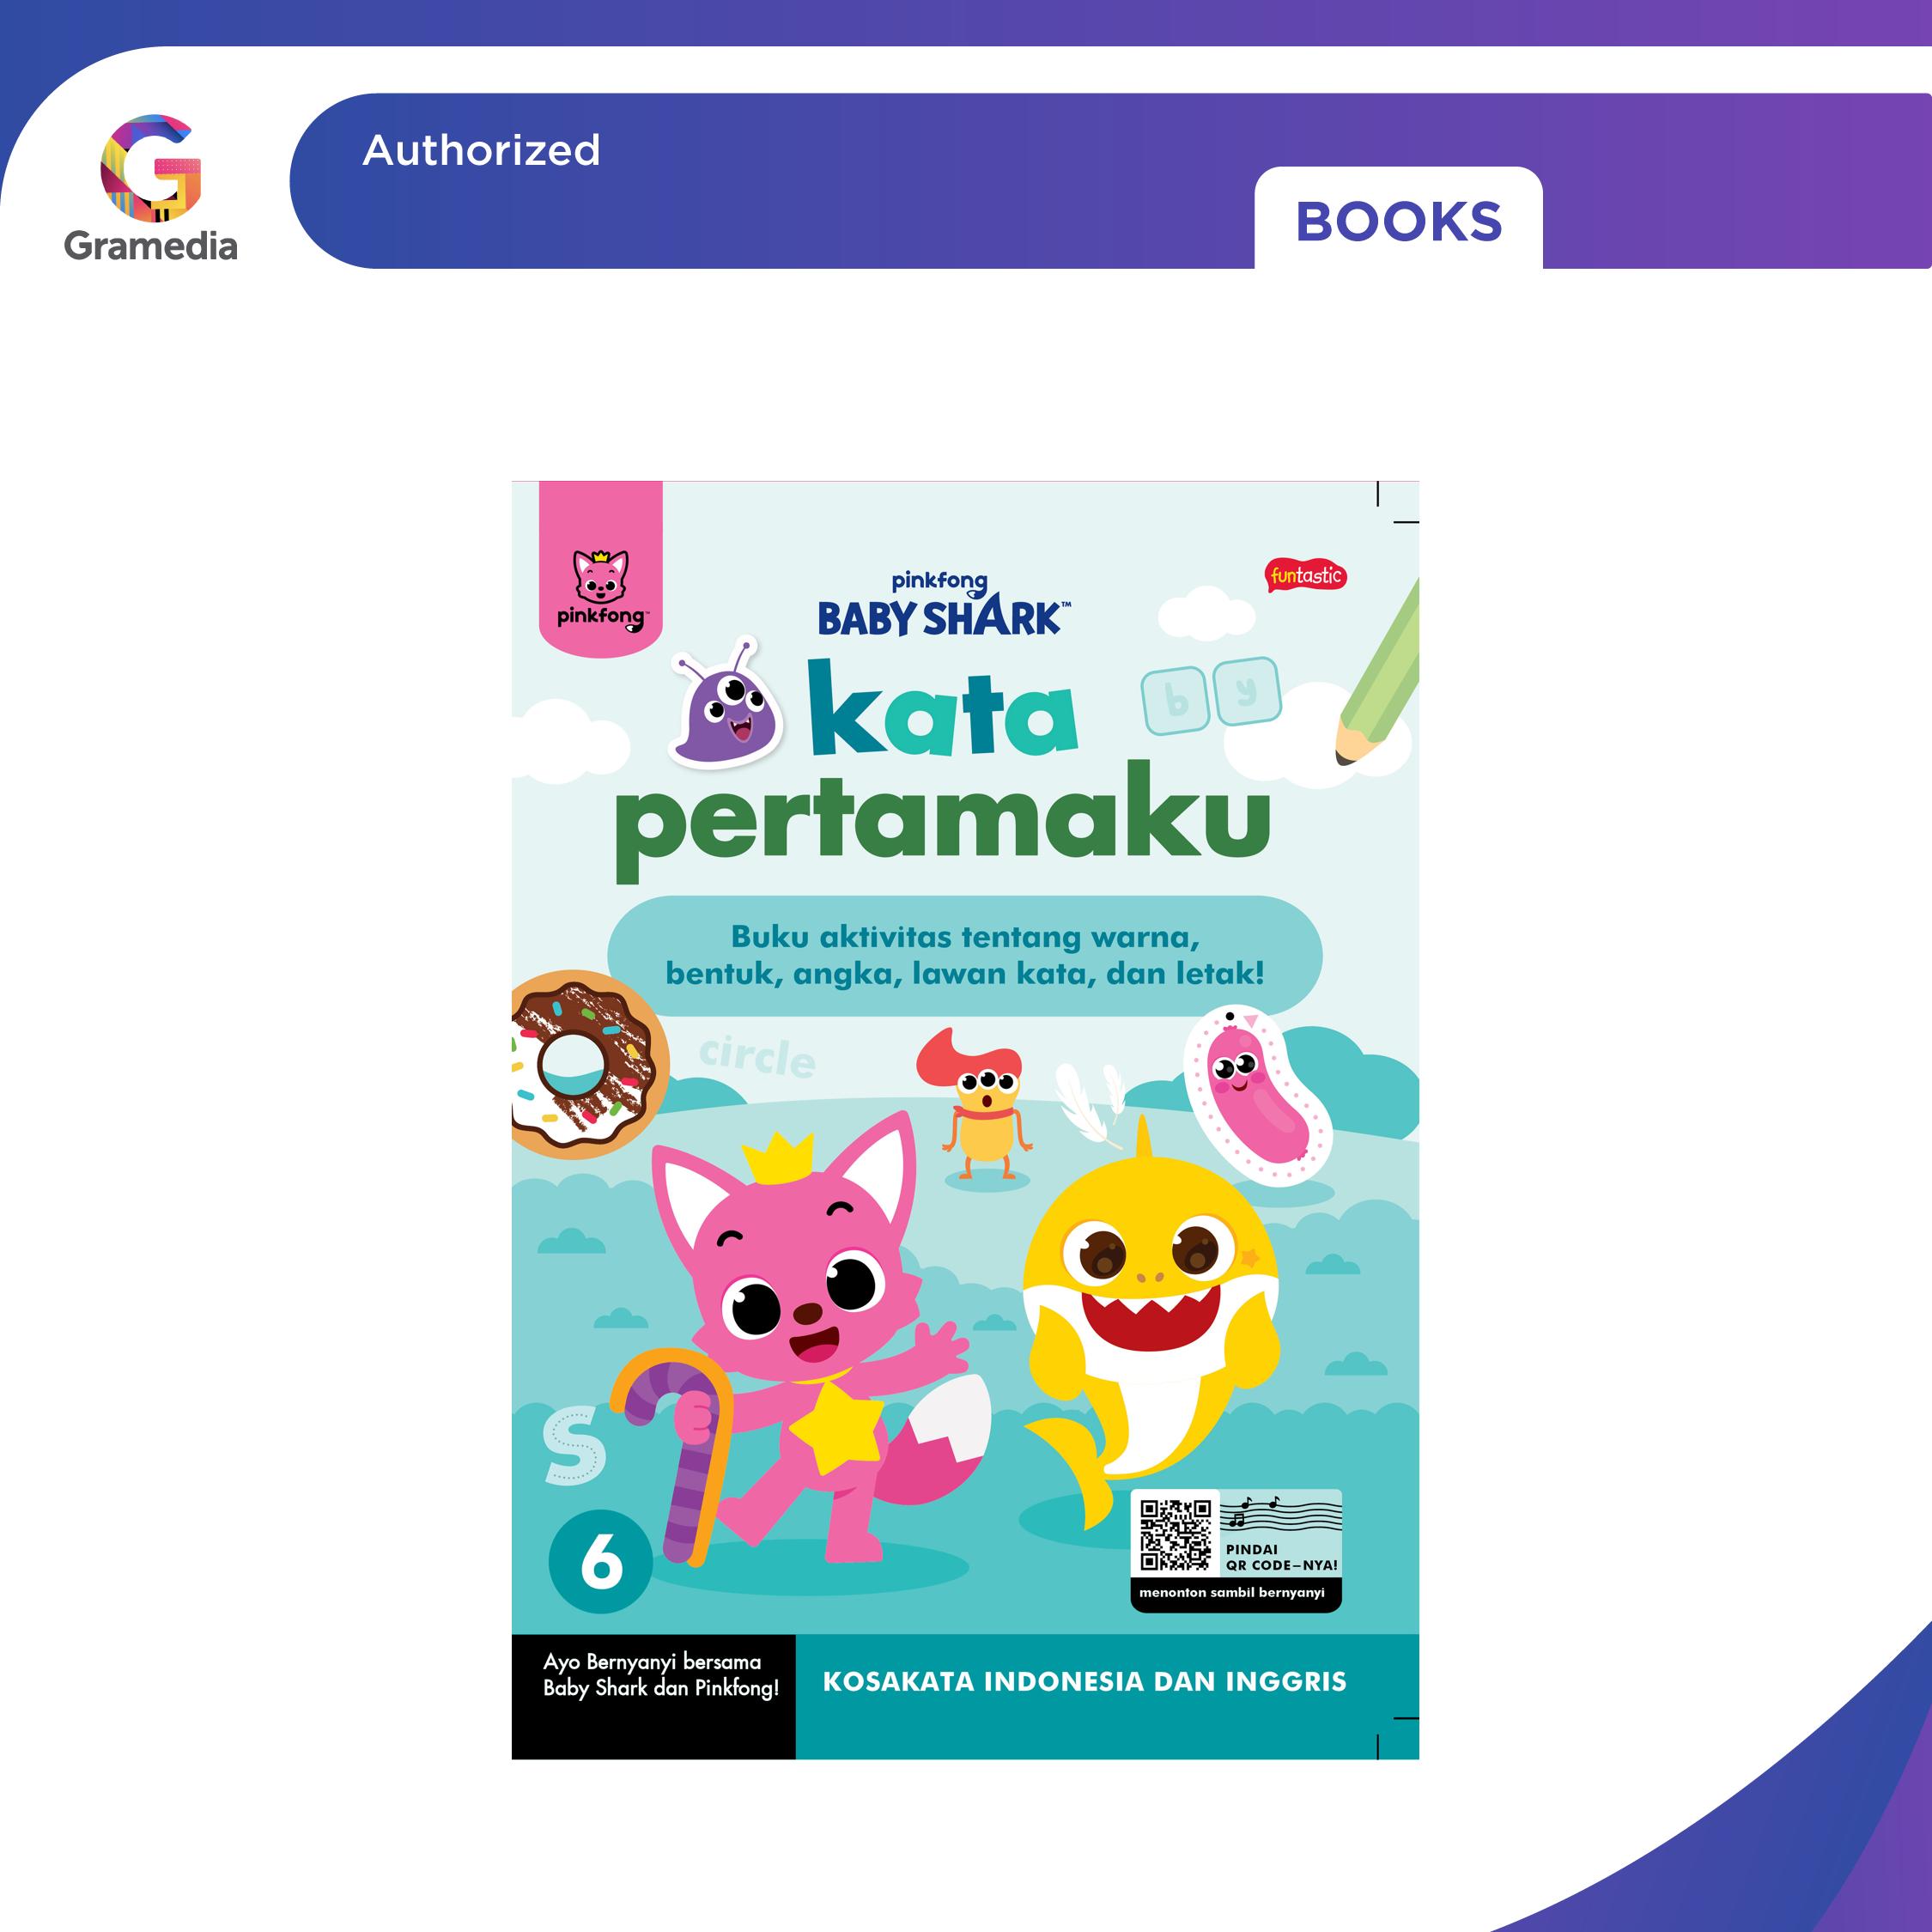 Gramedia
Authorized
BOOKS
pinkfong™
pinkfong
BABY SHARK™
funtastic
kata
b y
pertamaku
Buku aktivitas tentang warna,
bentuk, angka, lawan kata, dan letak!
circle
S
6
PINDAI
QR CODE-NYA!
menonton sambil bernyanyi
Ayo Bernyanyi bersama
Baby Shark dan Pinkfong!
KOSAKATA INDONESIA DAN INGGRIS